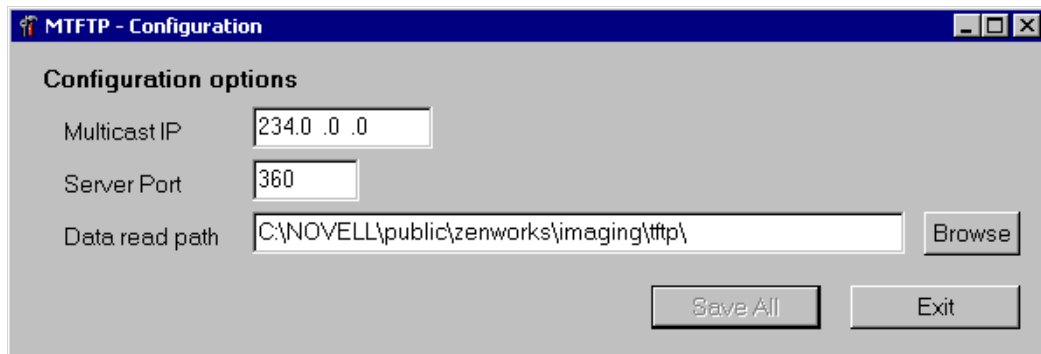 MTFTP - Configuration
Configuration options
Multicast IP 234.0 .0 .0
Server Port 360
Data read path C:\NOVELL\public\zenworks\imaging\tftp\ Browse
Save All Exit